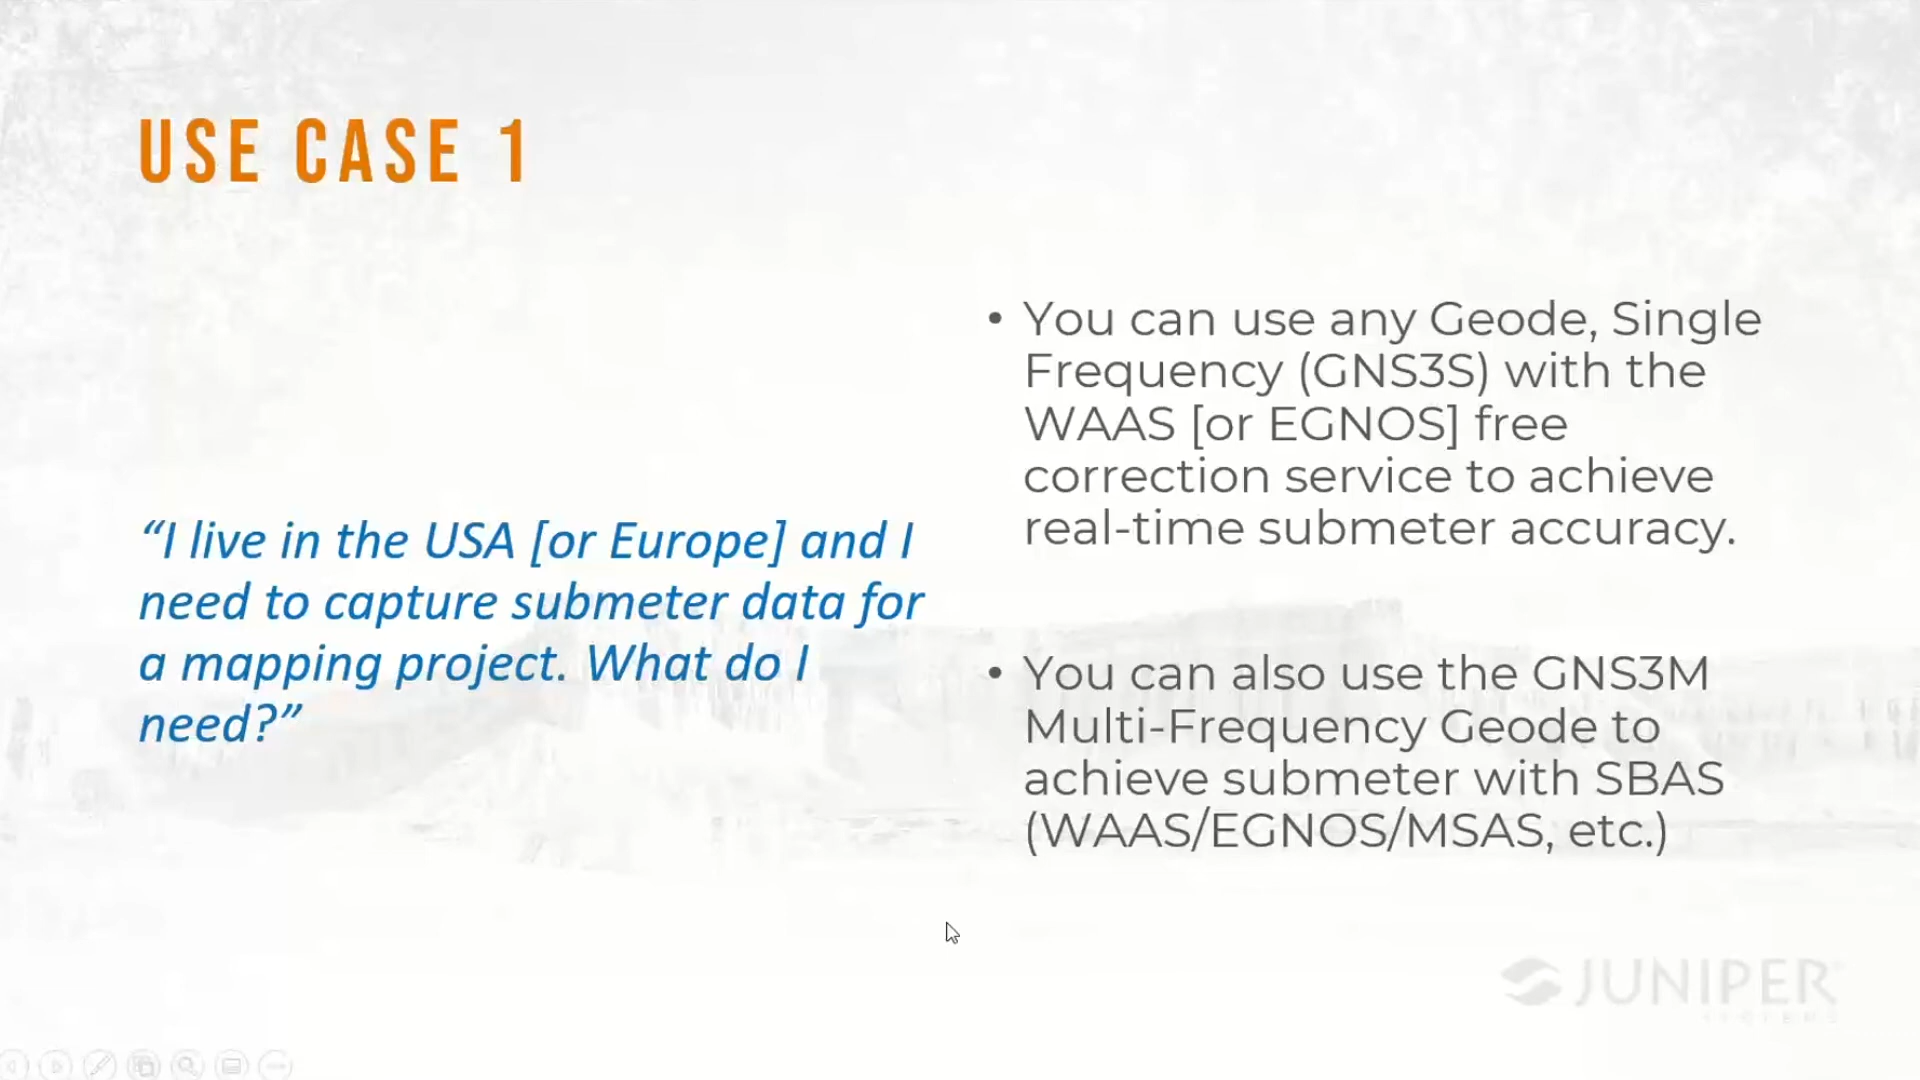 USE CASE 1
“I live in the USA [or Europe] and I
need to capture submeter data for
a mapping project. What do I
need?”
• You can use any Geode, Single
Frequency (GNS3S) with the
WAAS [or EGNOS] free
correction service to achieve
real-time submeter accuracy.
• You can also use the GNS3M
Multi-Frequency Geode to
achieve submeter with SBAS
(WAAS/EGNOS/MSAS, etc.)
JUNIPER
SYSTEMS